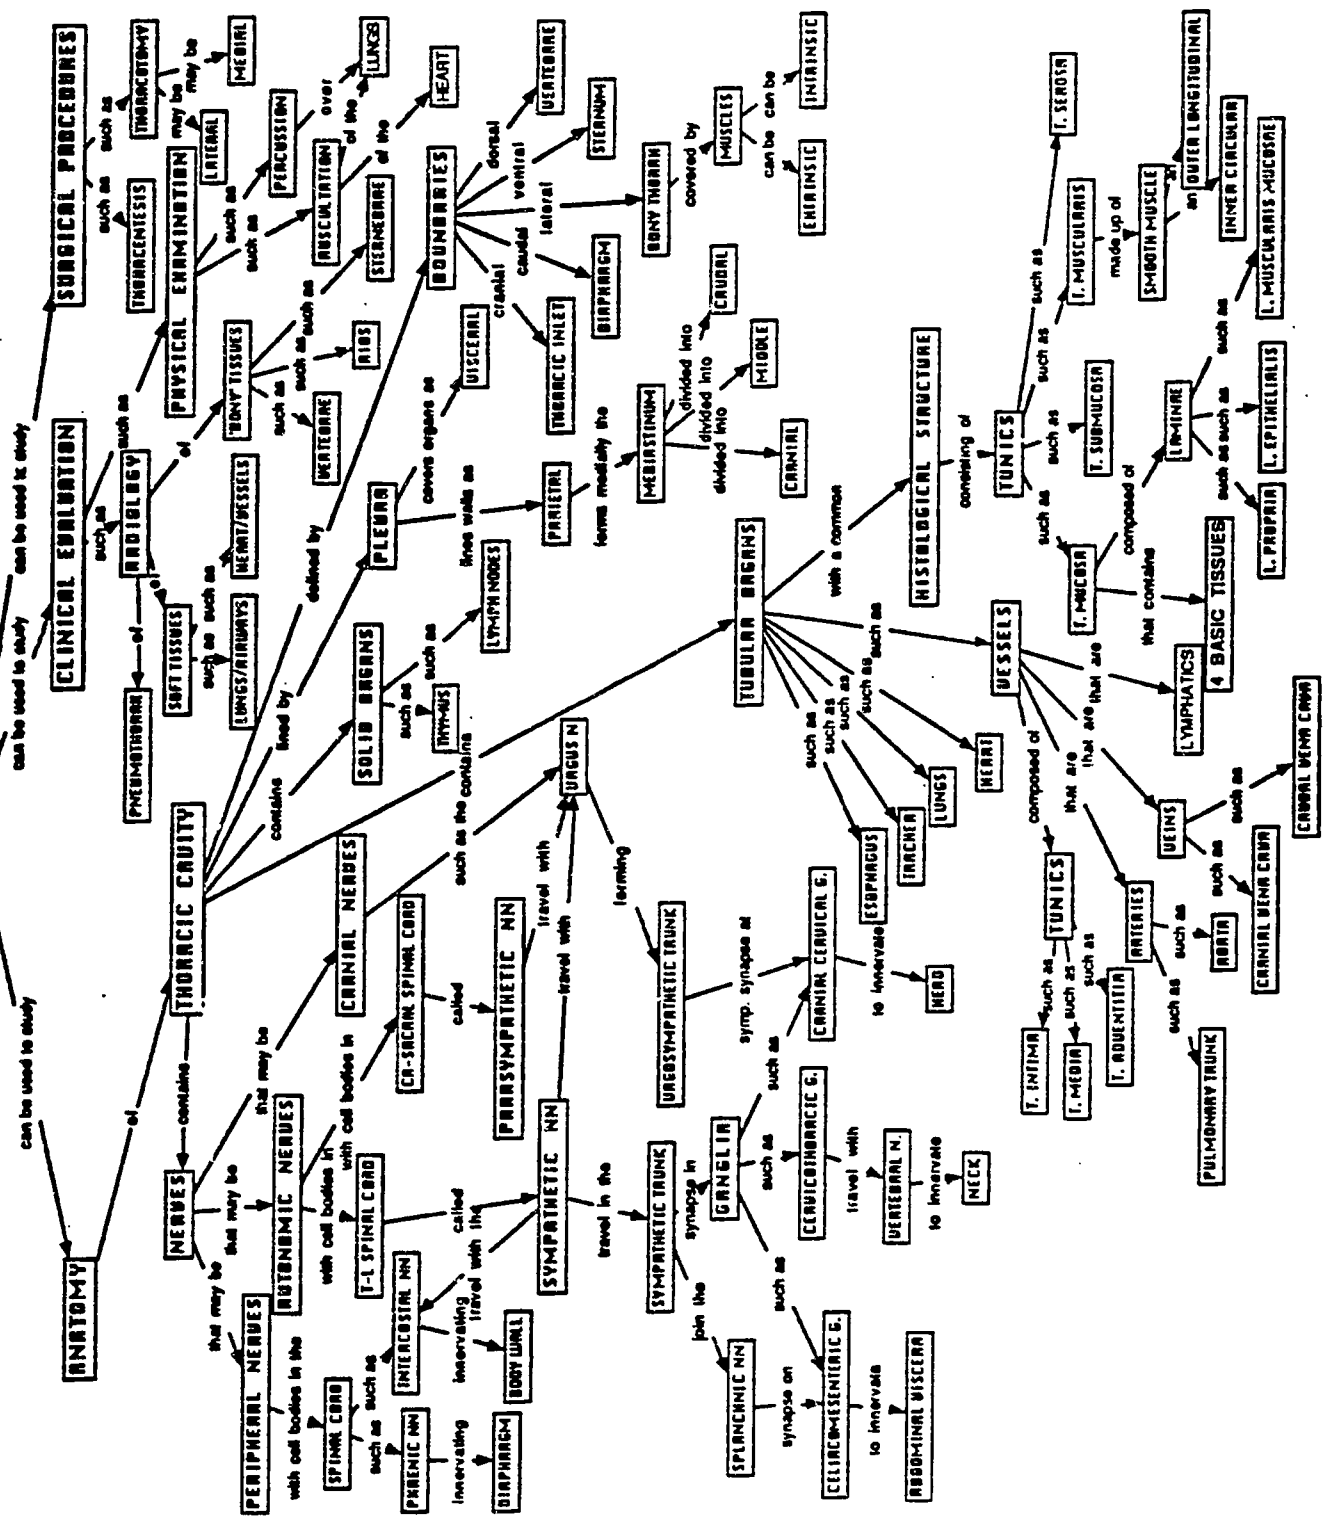 can be used to study
can be used to study
can be used to study
ANATOMY
of
CLINICAL EVALUATION
SURGICAL PROCEDURES
such as
such as
THORACENTESIS
THORACOTOMY
may be
may be
LATERAL
MEDIAL
such as
such as
RADIOLOGY
PHYSICAL EXAMINATION
such as
such as
PERCUSSION
over
LUNGS
AUSCULTATION
of the
of the
HEART
of
PNEUMOTHORAX
of
SOFT TISSUES
such as
such as
LUNGS/AIRWAYS
HEART/VESSELS
of
BONY TISSUES
such as
such as
such as
VERTEBRAE
RIBS
STERNEBRAE
THORACIC CAVITY
contains
NERVES
that may be
that may be
that may be
PERIPHERAL NERVES
with cell bodies in the
SPINAL CORD
such as
such as
PHRENIC NN
innervating
DIAPHRAGM
INTERCOSTAL NN
innervating
BODY WALL
AUTONOMIC NERVES
with cell bodies in
with cell bodies in
T-L SPINAL CORD
called
CR-SACRAL SPINAL CORD
called
PARASYMPATHETIC NN
travel with
CRANIAL NERVES
such as the
VAGUS N
SYMPATHETIC NN
travel with the
travel with
travel in the
SYMPATHETIC TRUNK
join the
synapse in
SPLANCHNIC NN
synapse on
GANGLIA
such as
such as
such as
CELIACOMESENTERIC G.
to innervate
ABDOMINAL VISCERA
CERVICOTHORACIC G.
travel with
VERTEBRAL N.
to innervate
NECK
forming
VAGOSYMPATHETIC TRUNK
symp. synapse at
CRANIAL CERVICAL G.
to innervate
HEAD
defined by
BOUNDARIES
cranial
caudal
lateral
ventral
dorsal
THORACIC INLET
DIAPHRAGM
BONY THORAX
STERNUM
VERTEBRAE
covered by
MUSCLES
can be
can be
EXTRINSIC
INTRINSIC
lined by
PLEURA
covers organs as
VISCERAL
lines walls as
PARIETAL
forms medially the
MEDIASTINUM
divided into
divided into
divided into
CRANIAL
MIDDLE
CAUDAL
contains
SOLID ORGANS
such as
such as
THYMUS
LYMPH NODES
contains
TUBULAR ORGANS
such as
such as
such as
such as
such as
ESOPHAGUS
TRACHEA
LUNGS
HEART
VESSELS
composed of
TUNICS
such as
such as
such as
T. INTIMA
T. MEDIA
T. ADVENTITIA
that are
that are
that are
ARTERIES
such as
such as
PULMONARY TRUNK
AORTA
VEINS
such as
such as
CRANIAL VENA CAVA
CAUDAL VENA CAVA
LYMPHATICS
with a common
HISTOLOGICAL STRUCTURE
consisting of
TUNICS
such as
such as
such as
such as
T. MUCOSA
T. SUBMUCOSA
T. MUSCULARIS
T. SEROSA
that contains
4 BASIC TISSUES
composed of
LAMINAE
such as
such as
such as
L. PROPRIA
L. EPITHELIALIS
L. MUSCULARIS MUCOSAE
made up of
SMOOTH MUSCLE
an
OUTER LONGITUDINAL
INNER CIRCULAR